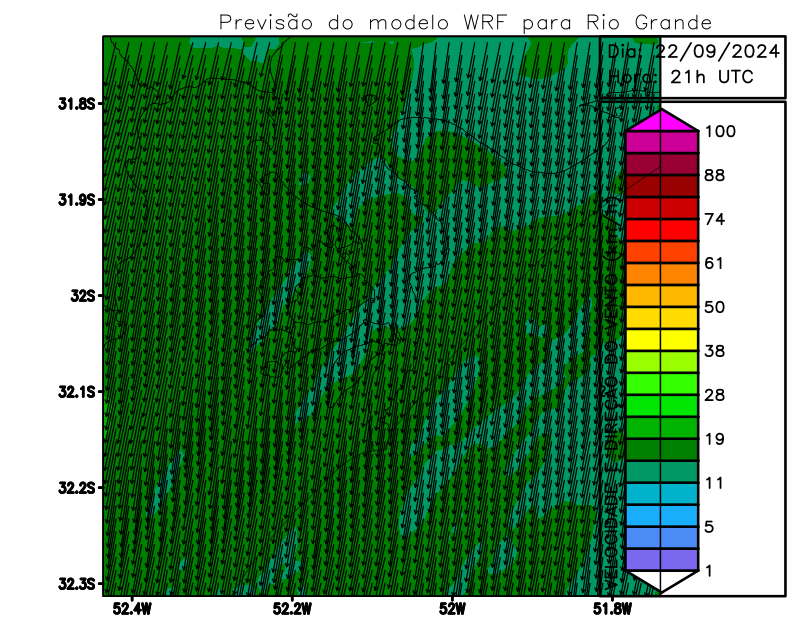 Previsão do modelo WRF para Rio Grande
Dia: 22/09/2024
Hora: 21h UTC
31.8S
31.9S
32S
32.1S
32.2S
32.3S
52.4W
52.2W
52W
51.8W
VELOCIDADE E DIREÇÃO DO VENTO (km/h)
100
88
74
61
50
38
28
19
11
5
1